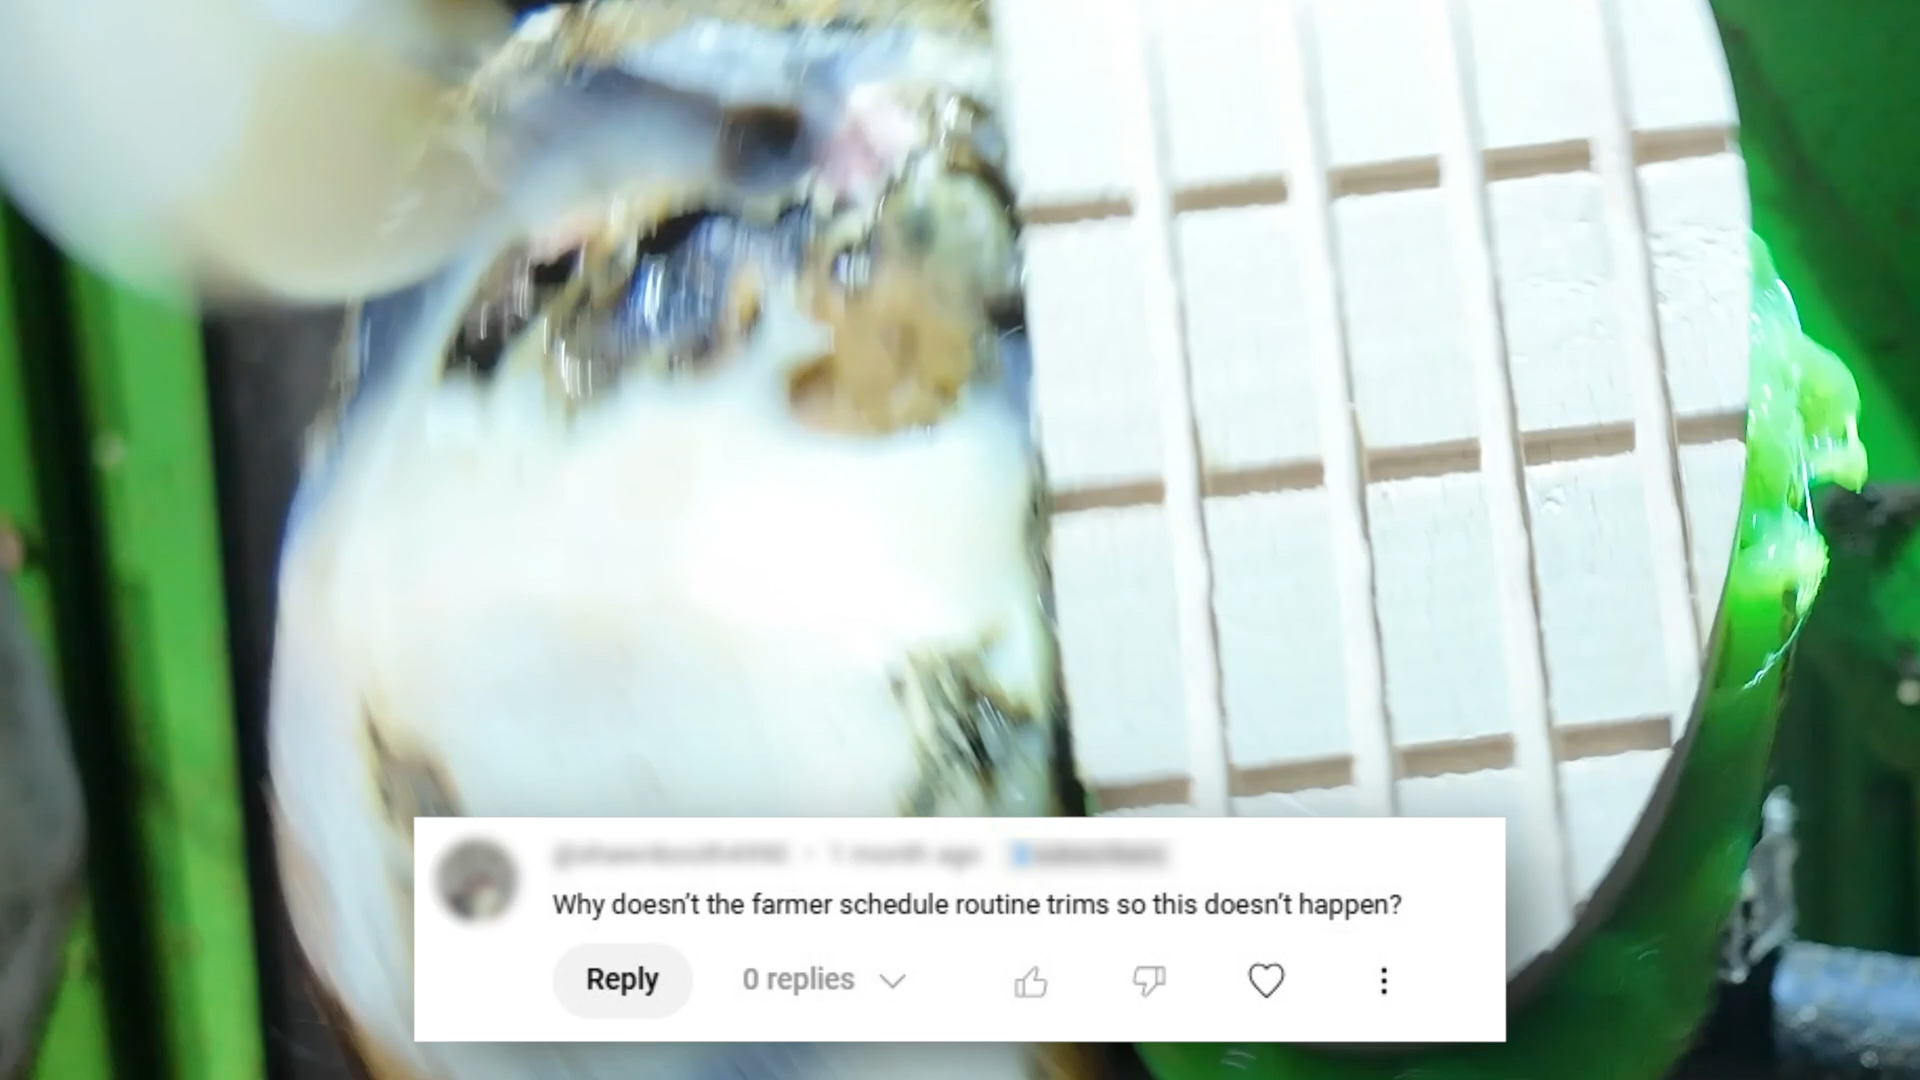 Why doesn’t the farmer schedule routine trims so this doesn’t happen?
Reply 0 replies